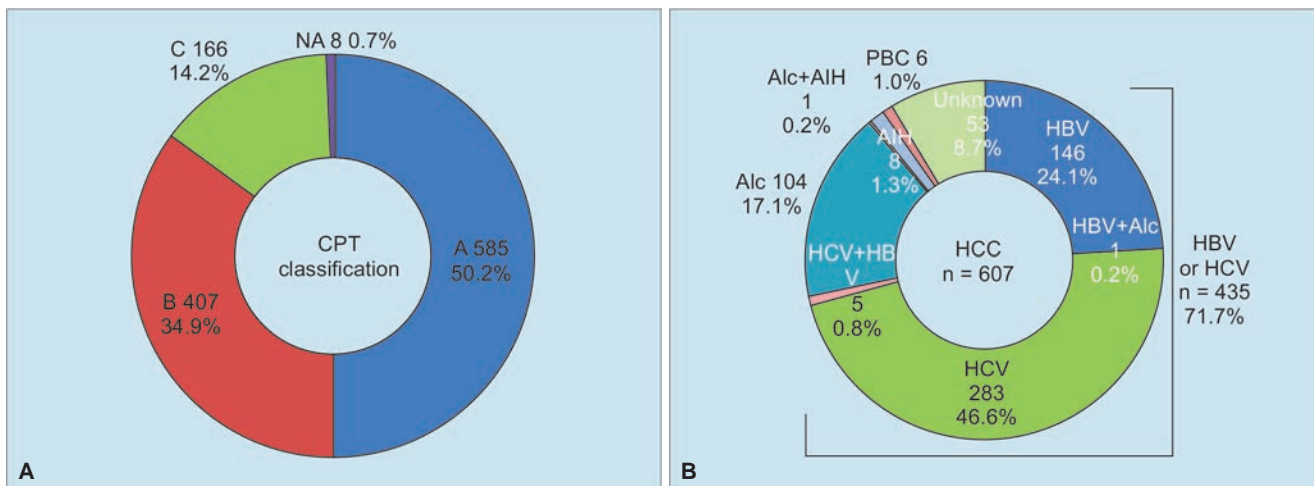 NA 8 0.7%
C 166
14.2%
CPT
classification
A 585
50.2%
B 407
34.9%
A
PBC 6
1.0%
Alc+AIH
1
0.2%
Unknown
53
8.7%
HBV
146
24.1%
AIH
8
1.3%
Alc 104
17.1%
HBV+Alc
1
0.2%
HCV+HB
V
5
0.8%
HCC
n = 607
HBV
or HCV
n = 435
71.7%
HCV
283
46.6%
B